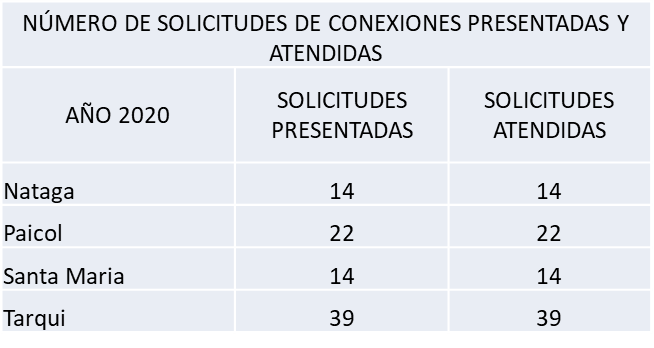 NÚMERO DE SOLICITUDES DE CONEXIONES PRESENTADAS Y
ATENDIDAS
AÑO 2020 SOLICITUDES PRESENTADAS SOLICITUDES ATENDIDAS
Nataga 14 14
Paicol 22 22
Santa Maria 14 14
Tarqui 39 39